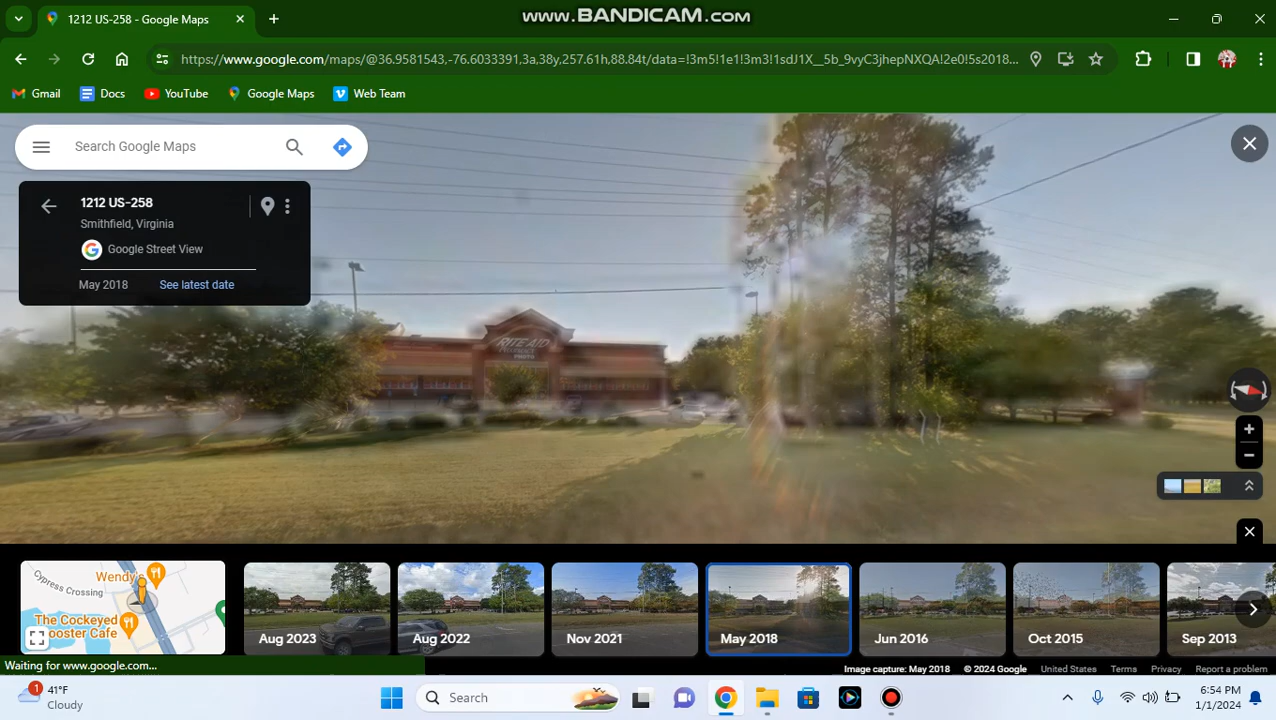 www.BANDICAM.com
1212 US-258 - Google Maps
https://www.google.com/maps/@36.9581543,-76.6033391,3a,38y,257.61h,88.84t/data=!3m5!1e1!3m3!1sdJ1X__5b_9vyC3jhepNXQA!2e0!5s2018...
Gmail Docs YouTube Google Maps Web Team
Search Google Maps
1212 US-258
Smithfield, Virginia
Google Street View
May 2018 See latest date
RITE AID
Wendy's
Cypress Crossing
The Cockeyed
Rooster Cafe
Aug 2023 Aug 2022 Nov 2021 May 2018 Jun 2016 Oct 2015 Sep 2013
Waiting for www.google.com...
Image capture: May 2018 © 2024 Google United States Terms Privacy Report a problem
1
41°F
Cloudy
Search
6:54 PM
1/1/2024